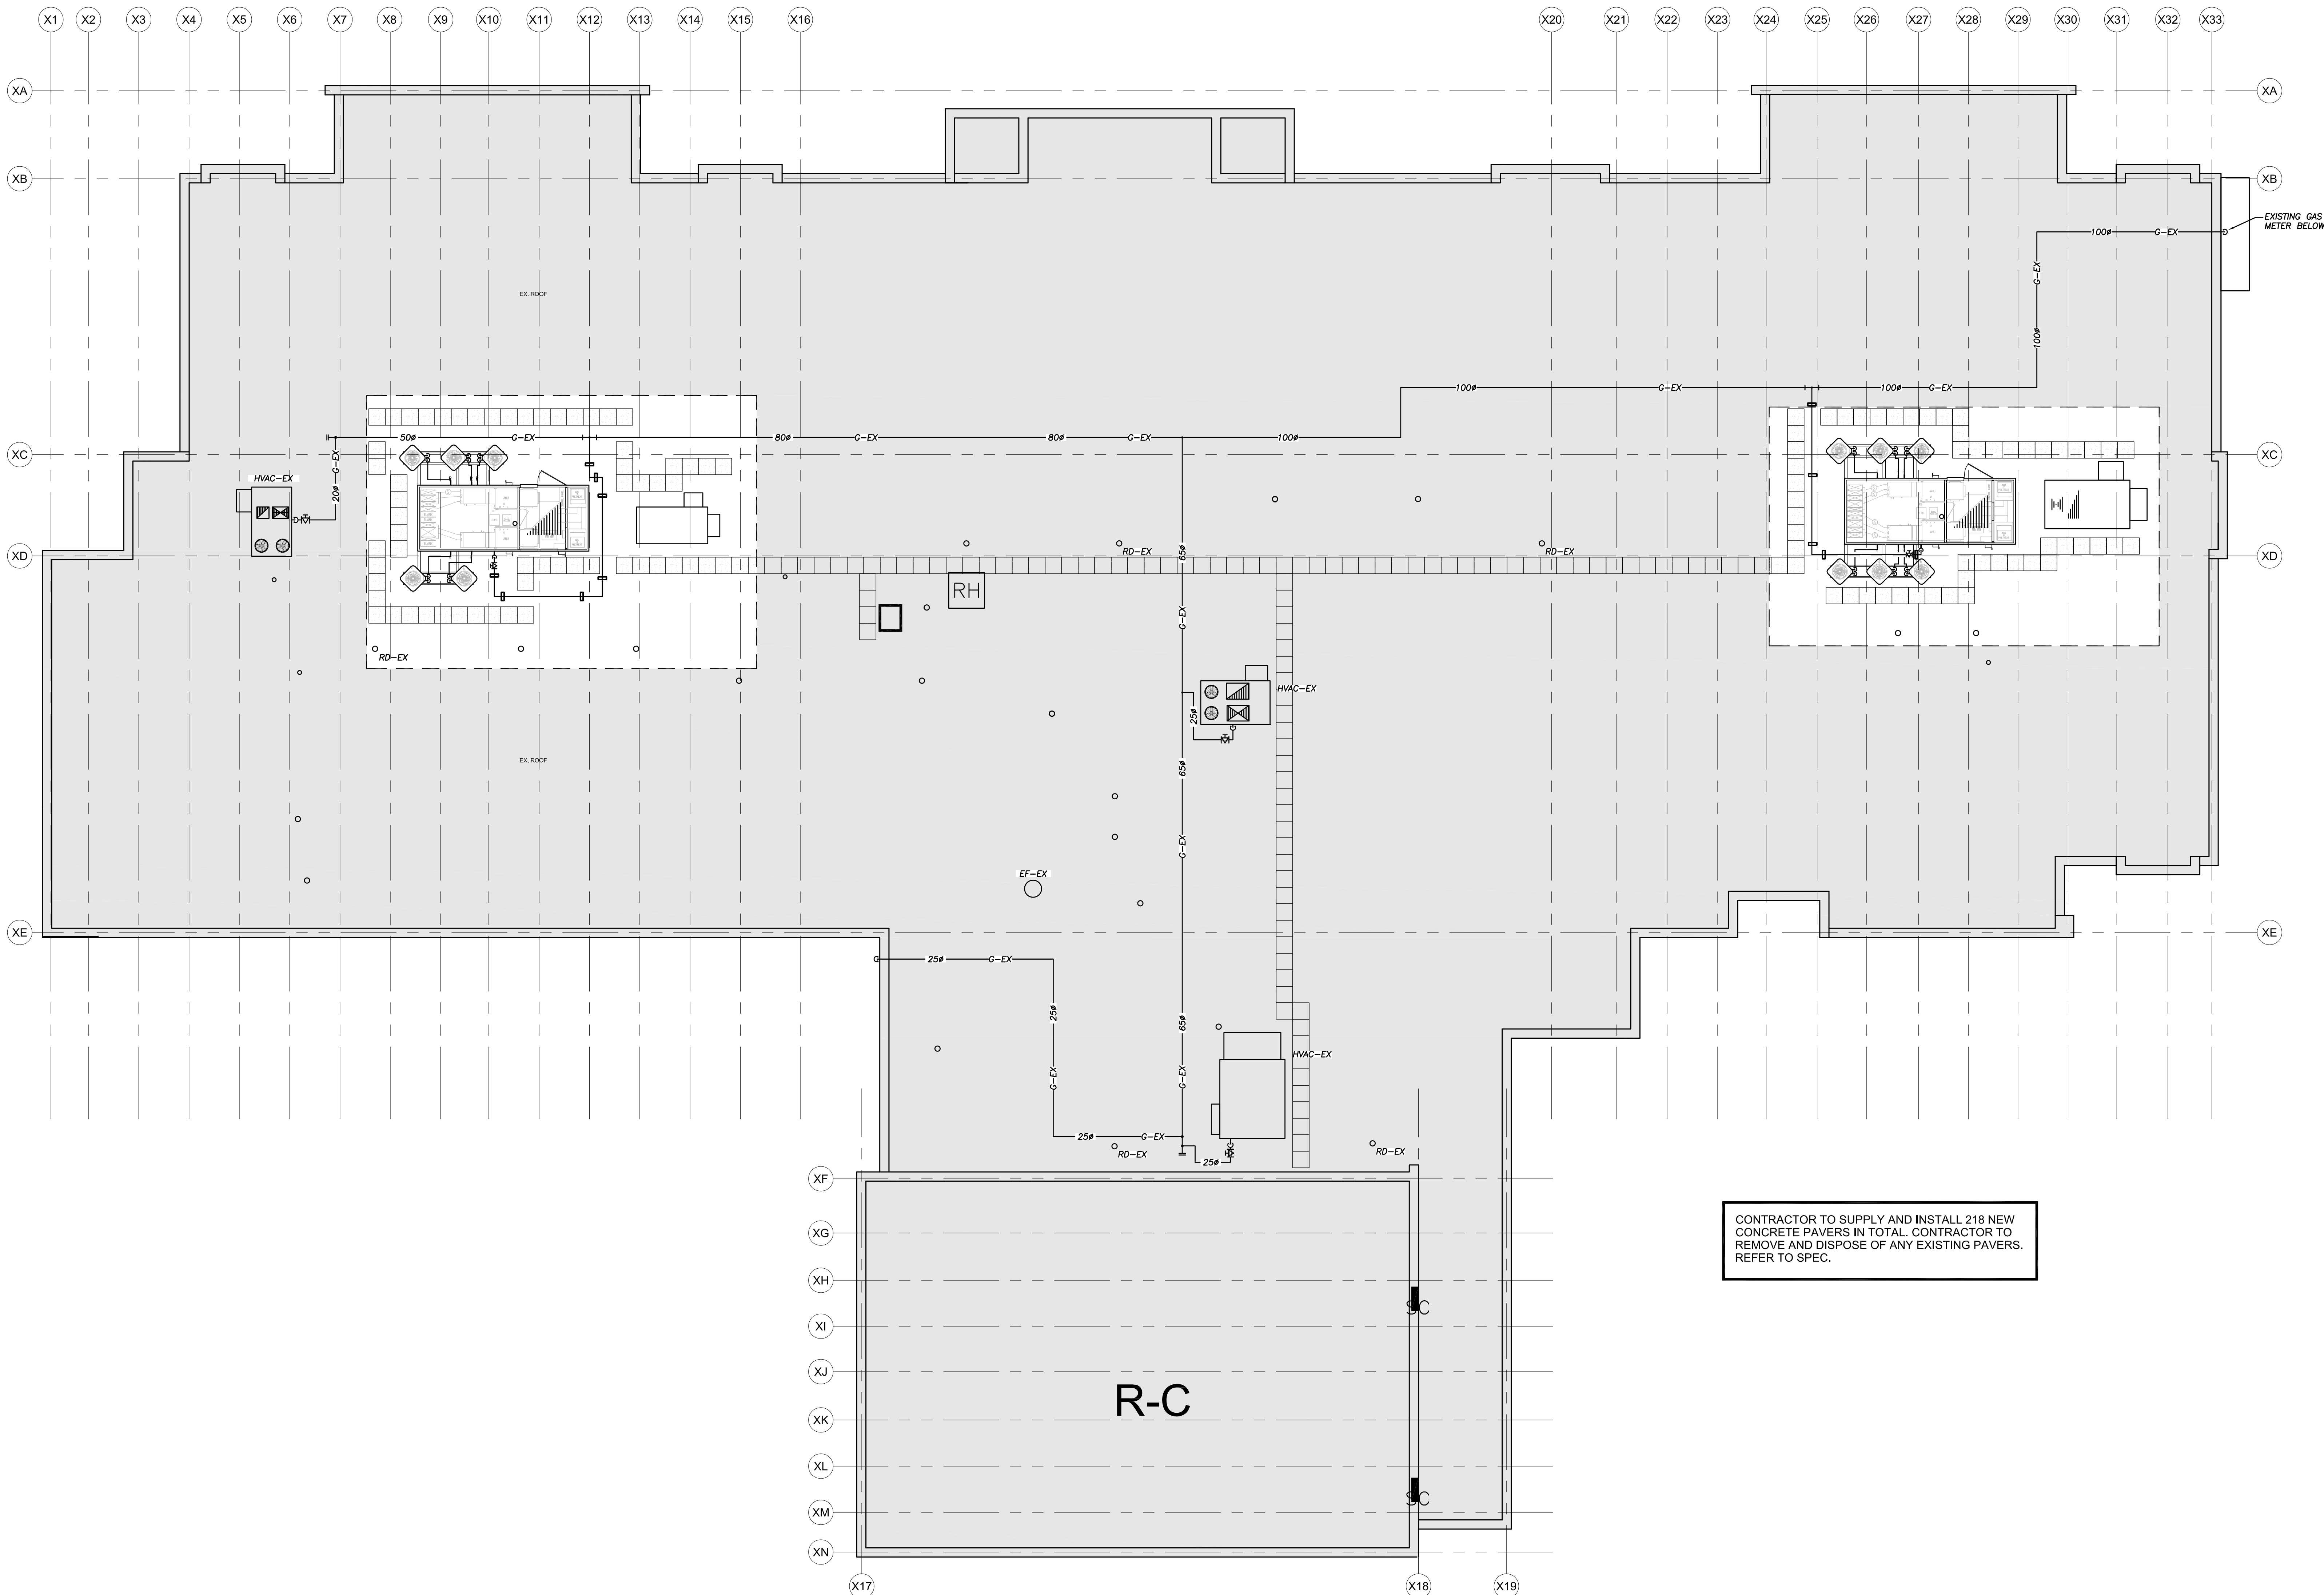 X1 X2 X3 X4 X5 X6 X7 X8 X9 X10 X11 X12 X13 X14 X15 X16 X20 X21 X22 X23 X24 X25 X26 X27 X28 X29 X30 X31 X32 X33
XA XA
XB XB
EXISTING GAS
METER BELOW
100ø G-EX
G-EX
EX. ROOF
100ø
100ø G-EX 100ø G-EX
50ø G-EX 80ø G-EX 80ø G-EX 100ø
XC XC
G-EX
HVAC-EX
20ø
XD RD-EX 65ø RD-EX XD
RH
G-EX
RD-EX
HVAC-EX
25ø
EX. ROOF
65ø
G-EX
EF-EX
XE XE
25ø G-EX
25ø 65ø
HVAC-EX
G-EX G-EX
25ø G-EX
RD-EX RD-EX
25ø
XF
XG
CONTRACTOR TO SUPPLY AND INSTALL 218 NEW
CONCRETE PAVERS IN TOTAL. CONTRACTOR TO
REMOVE AND DISPOSE OF ANY EXISTING PAVERS.
REFER TO SPEC.
XH
SC
XI
XJ
R-C
XK
XL
SC
XM
XN
X17 X18 X19